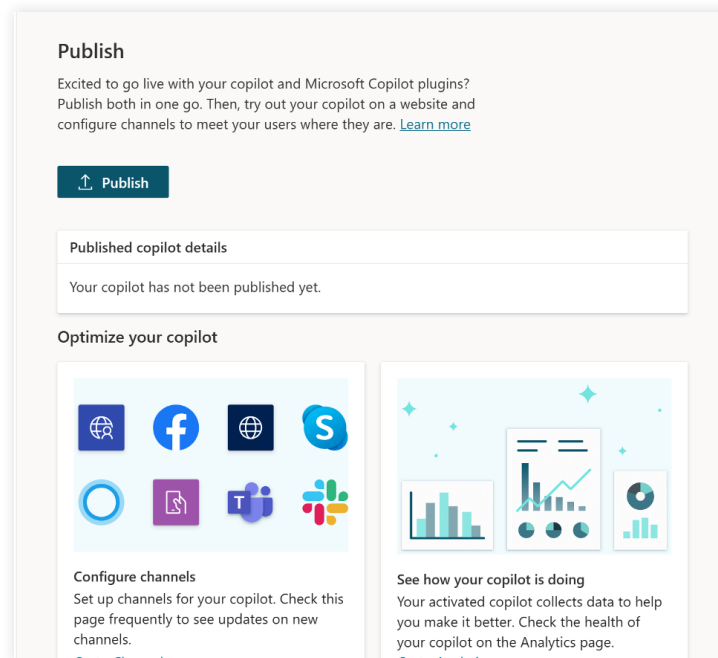 Publish
Excited to go live with your copilot and Microsoft Copilot plugins?
Publish both in one go. Then, try out your copilot on a website and
configure channels to meet your users where they are. Learn more
Publish
Published copilot details
Your copilot has not been published yet.
Optimize your copilot
Configure channels
Set up channels for your copilot. Check this
page frequently to see updates on new
channels.
See how your copilot is doing
Your activated copilot collects data to help
you make it better. Check the health of
your copilot on the Analytics page.